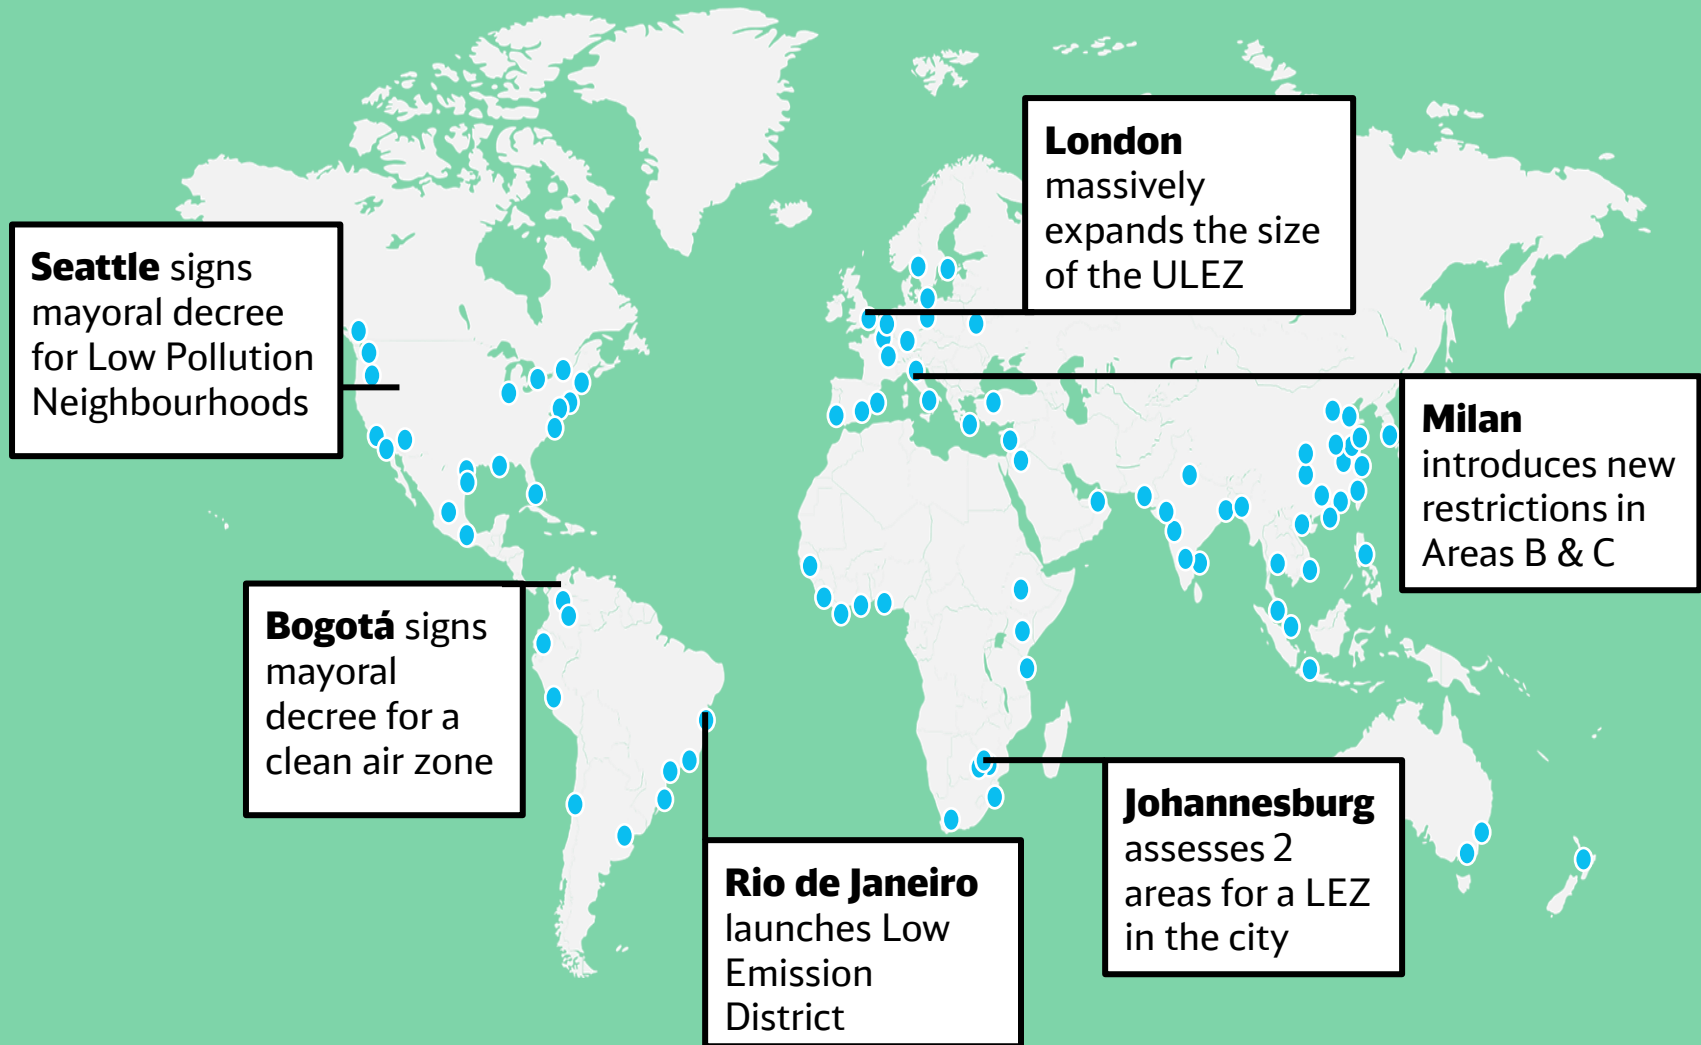 Seattle signs
mayoral decree
for Low Pollution
Neighbourhoods
London
massively
expands the size
of the ULEZ
Milan
introduces new
restrictions in
Areas B & C
Bogotá signs
mayoral
decree for a
clean air zone
Rio de Janeiro
launches Low
Emission
District
Johannesburg
assesses 2
areas for a LEZ
in the city